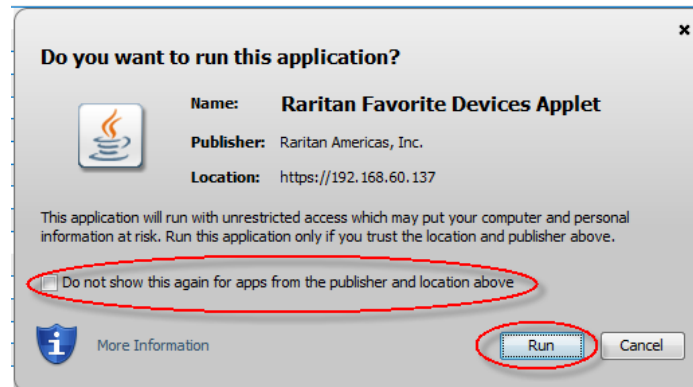 Do you want to run this application?
Name: Raritan Favorite Devices Applet
Publisher: Raritan Americas, Inc.
Location: https://192.168.60.137
This application will run with unrestricted access which may put your computer and personal
information at risk. Run this application only if you trust the location and publisher above.
Do not show this again for apps from the publisher and location above
More Information Run Cancel